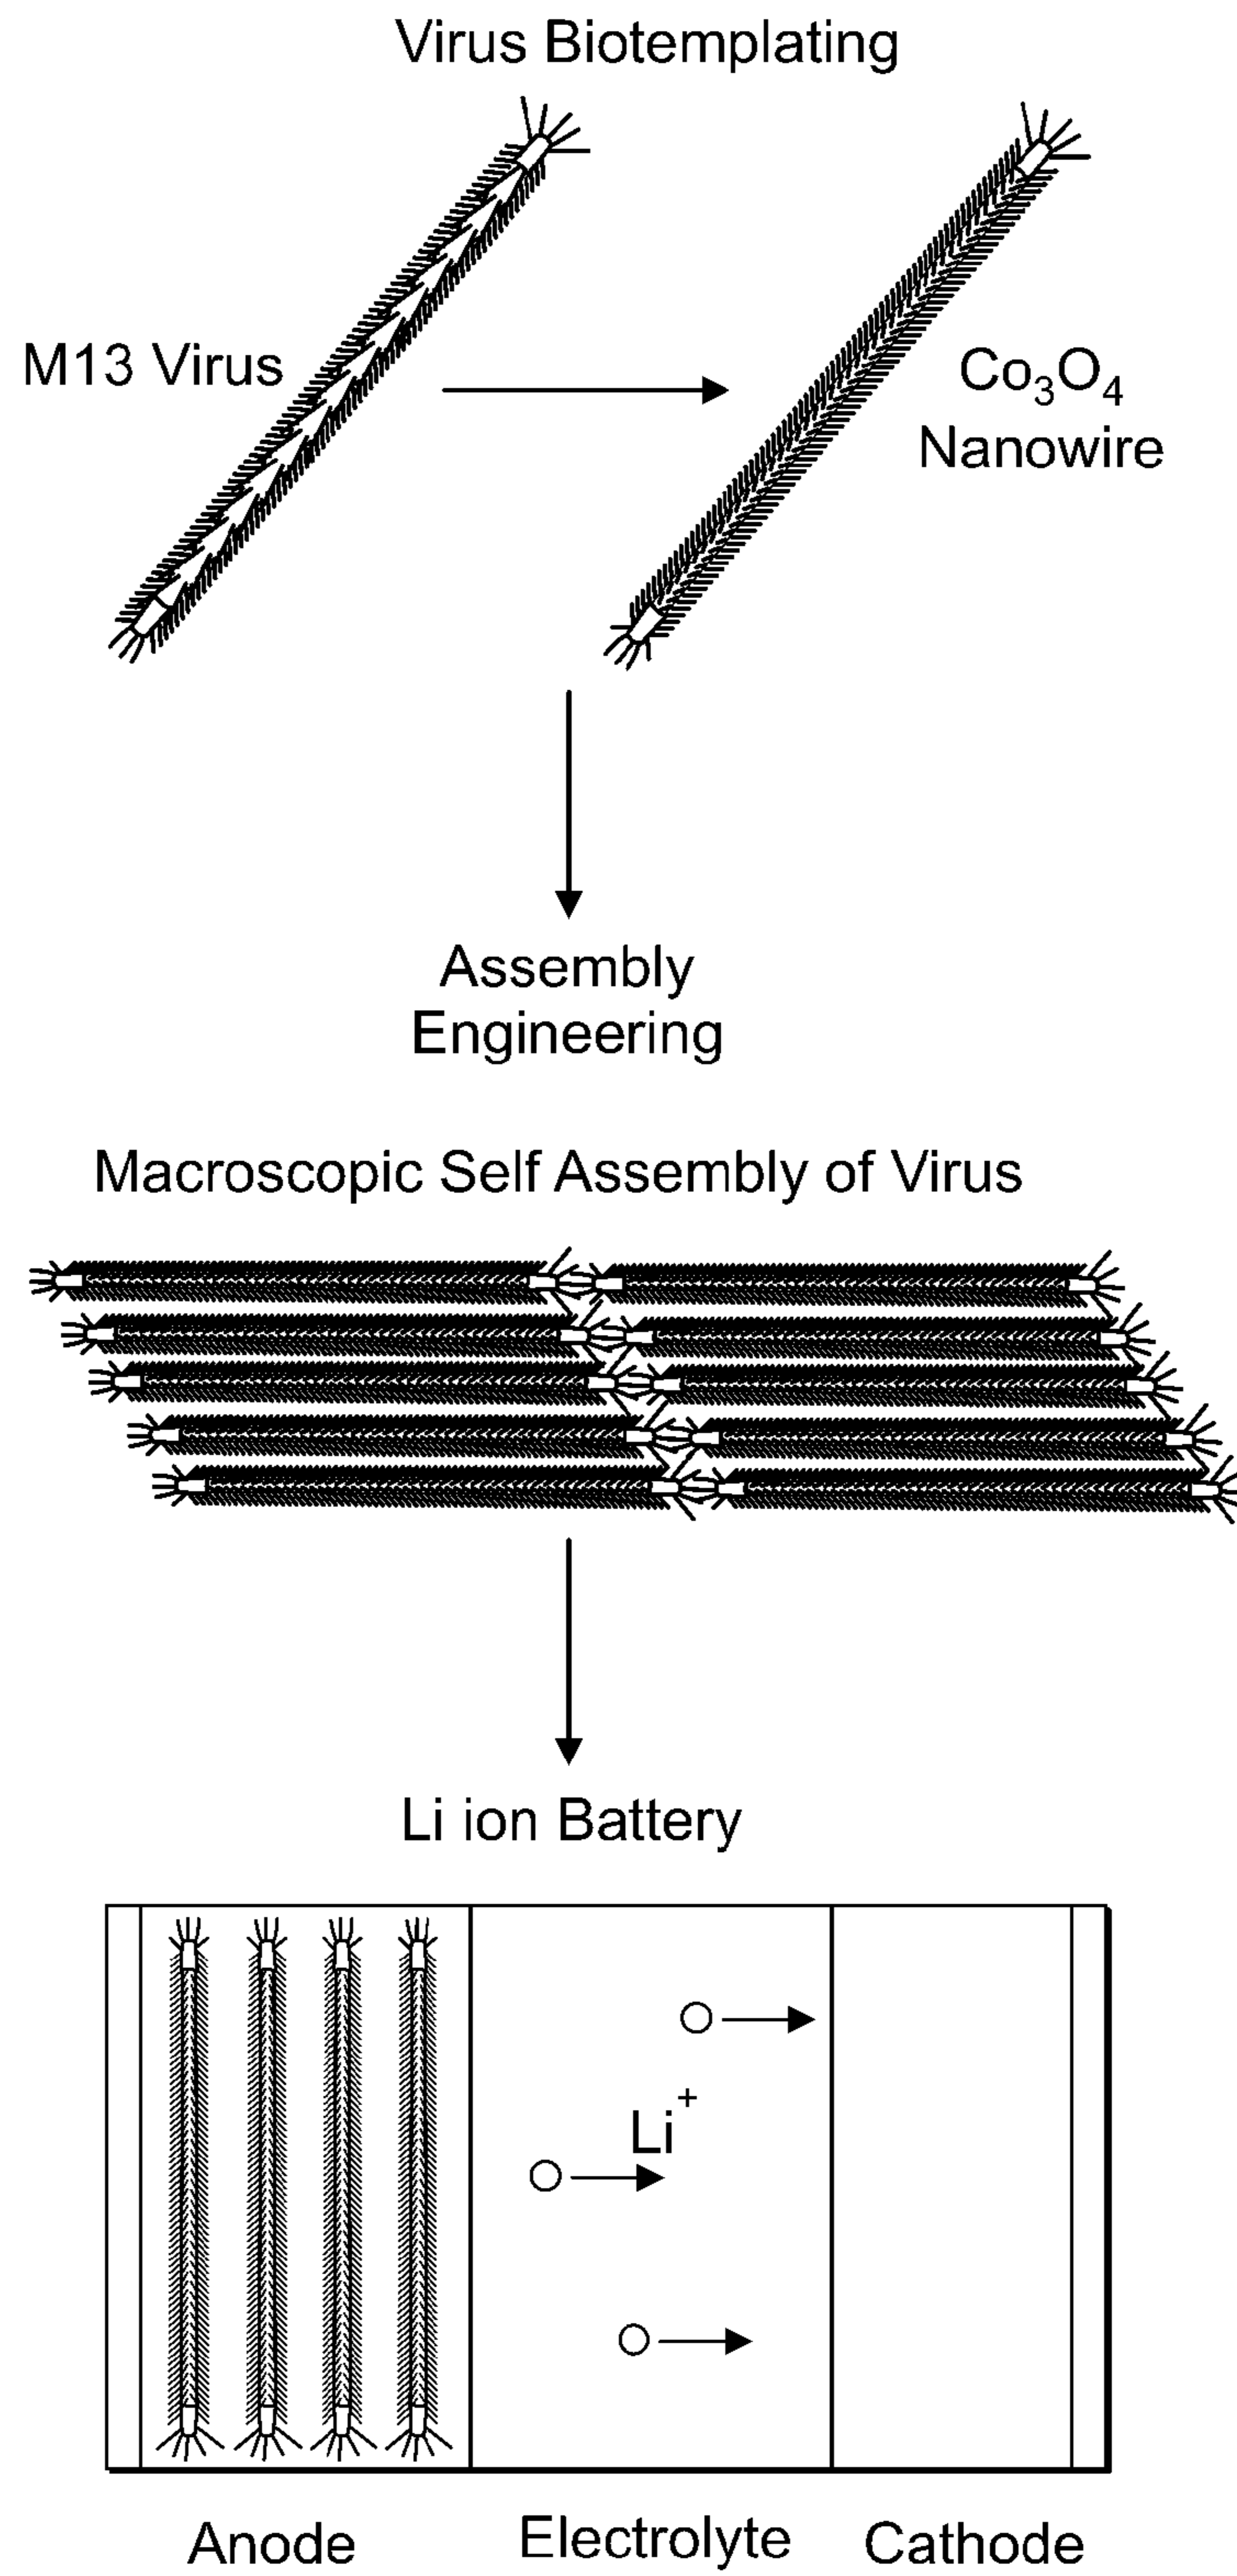 Virus Biotemplating
M13 Virus
Co₃O₄
Nanowire
Assembly
Engineering
Macroscopic Self Assembly of Virus
Li ion Battery
Li⁺
Anode
Electrolyte
Cathode